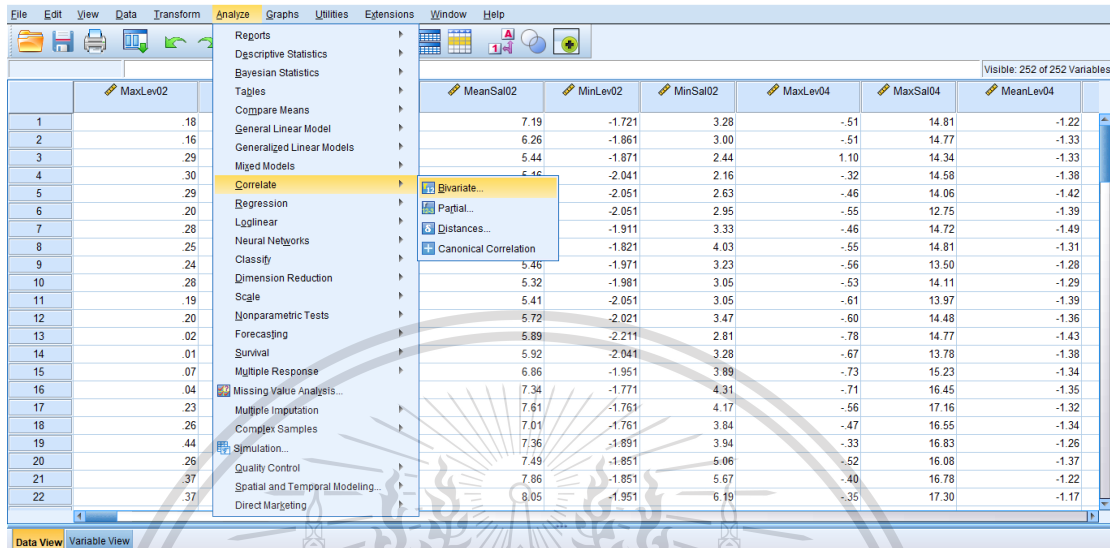 File Edit View Data Transform Analyze Graphs Utilities Extensions Window Help
Visible: 252 of 252 Variables
Reports
Descriptive Statistics
Bayesian Statistics
Tables
Compare Means
General Linear Model
Generalized Linear Models
Mixed Models
Correlate
Regression
Loglinear
Neural Networks
Classify
Dimension Reduction
Scale
Nonparametric Tests
Forecasting
Survival
Multiple Response
Missing Value Analysis...
Multiple Imputation
Complex Samples
Simulation...
Quality Control
Spatial and Temporal Modeling...
Direct Marketing
Bivariate...
Partial...
Distances...
Canonical Correlation
MaxLev02 MeanSal02 MinLev02 MinSal02 MaxLev04 MaxSal04 MeanLev04
1 .18 7.19 -1.721 3.28 -.51 14.81 -1.22
2 .16 6.26 -1.861 3.00 -.51 14.77 -1.33
3 .29 5.44 -1.871 2.44 1.10 14.34 -1.33
4 .30 -2.041 2.16 -.32 14.58 -1.38
5 .29 -2.051 2.63 -.46 14.06 -1.42
6 .20 -2.051 2.95 -.55 12.75 -1.39
7 .28 -1.911 3.33 -.46 14.72 -1.49
8 .25 -1.821 4.03 -.55 14.81 -1.31
9 .24 5.46 -1.971 3.23 -.56 13.50 -1.28
10 .28 5.32 -1.981 3.05 -.53 14.11 -1.29
11 .19 5.41 -2.051 3.05 -.61 13.97 -1.39
12 .20 5.72 -2.021 3.47 -.60 14.48 -1.36
13 .02 5.89 -2.211 2.81 -.78 14.77 -1.43
14 .01 5.92 -2.041 3.28 -.67 13.78 -1.38
15 .07 6.86 -1.951 3.89 -.73 15.23 -1.34
16 .04 7.34 -1.771 4.31 -.71 16.45 -1.35
17 .23 7.61 -1.761 4.17 -.56 17.16 -1.32
18 .26 7.01 -1.761 3.84 -.47 16.55 -1.34
19 .44 7.36 -1.891 3.94 -.33 16.83 -1.26
20 .26 7.49 -1.851 5.06 -.52 16.08 -1.37
21 .37 7.86 -1.851 5.67 -.40 16.78 -1.22
22 .37 8.05 -1.951 6.19 -.35 17.30 -1.17
Data View Variable View